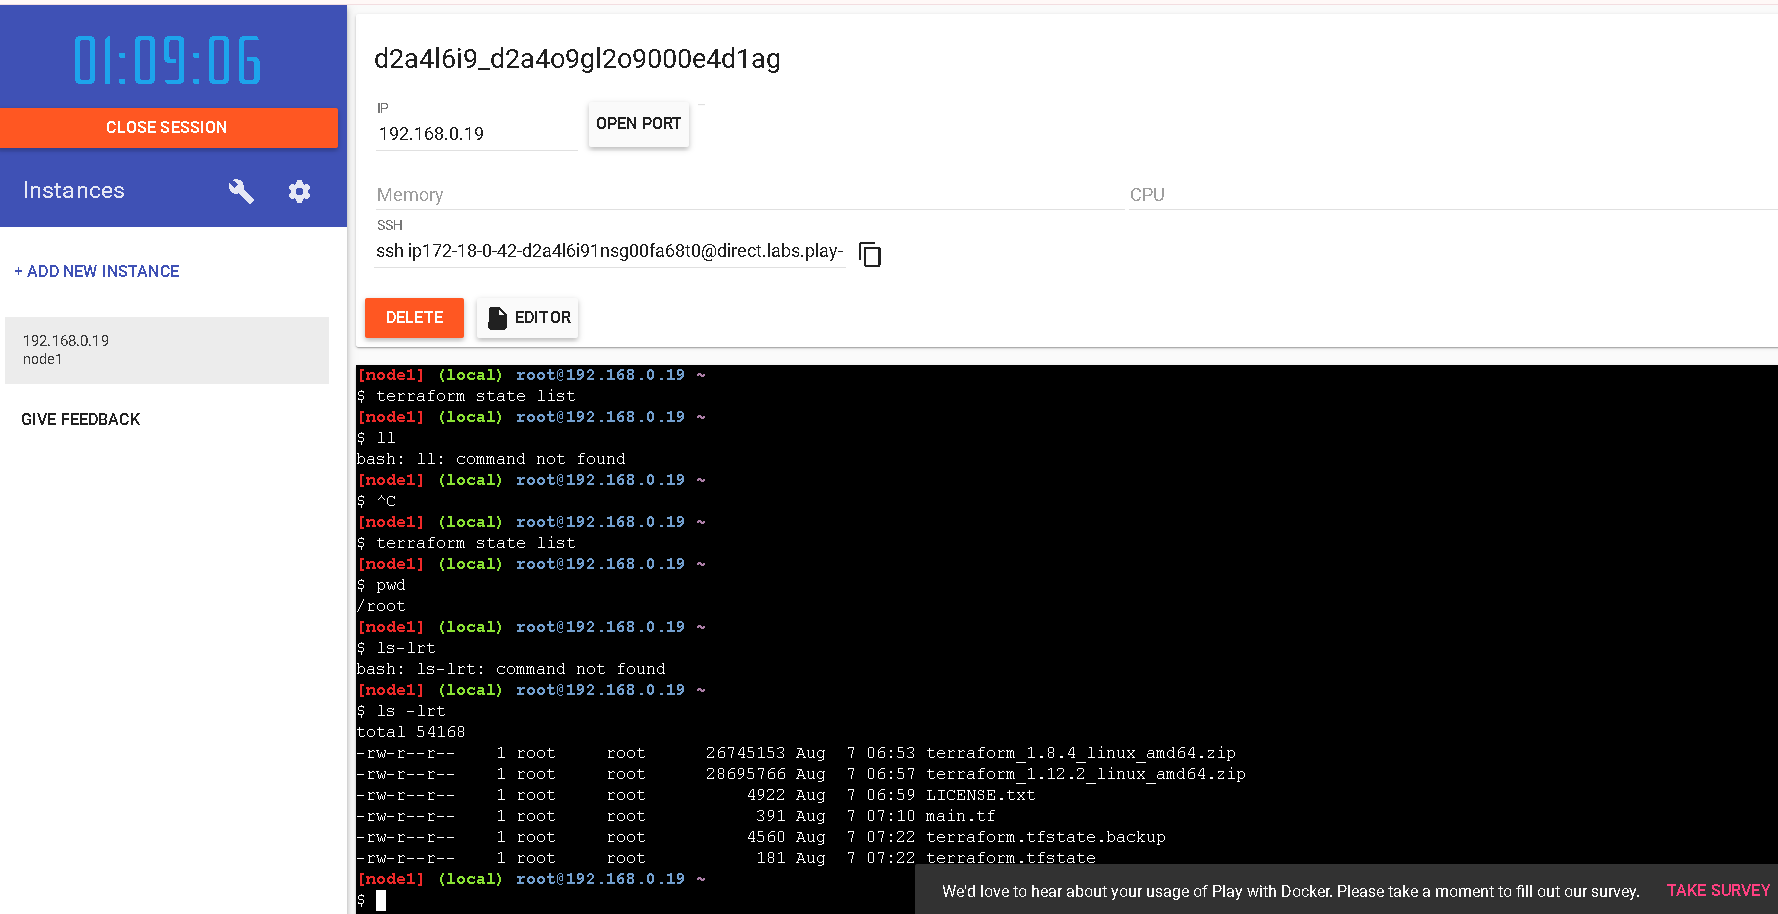 01:09:06
CLOSE SESSION
Instances
+ ADD NEW INSTANCE
192.168.0.19
node1
GIVE FEEDBACK
d2a4l6i9_d2a4o9gl2o9000e4d1ag
IP
192.168.0.19
OPEN PORT
Memory
CPU
SSH
ssh ip172-18-0-42-d2a4l6i91nsg00fa68t0@direct.labs.play-
DELETE
EDITOR
[node1] (local) root@192.168.0.19 ~
$ terraform state list
[node1] (local) root@192.168.0.19 ~
$ ll
bash: ll: command not found
[node1] (local) root@192.168.0.19 ~
$ ^C
[node1] (local) root@192.168.0.19 ~
$ terraform state list
[node1] (local) root@192.168.0.19 ~
$ pwd
/root
[node1] (local) root@192.168.0.19 ~
$ ls-lrt
bash: ls-lrt: command not found
[node1] (local) root@192.168.0.19 ~
$ ls -lrt
total 54168
-rw-r--r--    1 root     root      26745153 Aug  7 06:53 terraform_1.8.4_linux_amd64.zip
-rw-r--r--    1 root     root      28695766 Aug  7 06:57 terraform_1.12.2_linux_amd64.zip
-rw-r--r--    1 root     root          4922 Aug  7 06:59 LICENSE.txt
-rw-r--r--    1 root     root           391 Aug  7 07:10 main.tf
-rw-r--r--    1 root     root          4560 Aug  7 07:22 terraform.tfstate.backup
-rw-r--r--    1 root     root           181 Aug  7 07:22 terraform.tfstate
[node1] (local) root@192.168.0.19 ~
$
We'd love to hear about your usage of Play with Docker. Please take a moment to fill out our survey. TAKE SURVEY